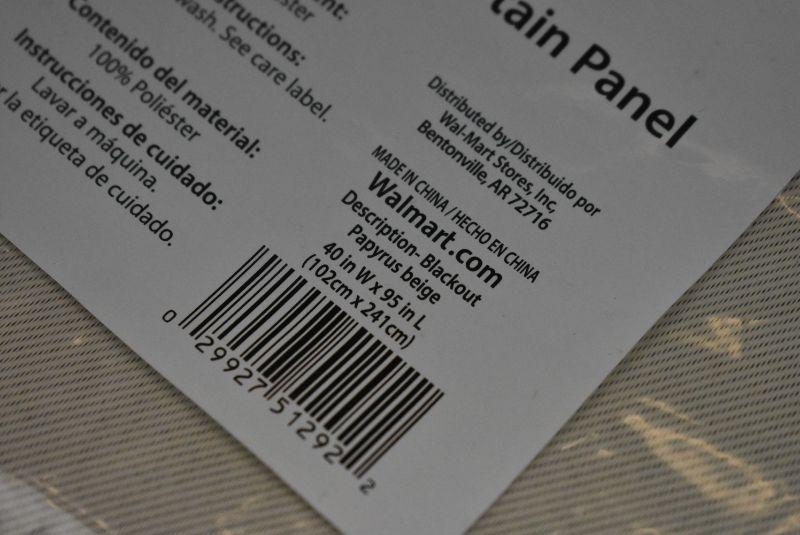 See care label.
Contenido del material:
100% Poliéster
Instrucciones de cuidado:
Lavar a máquina.
la etiqueta de cuidado.
tain Panel
Distributed by/Distribuido por
Wal-Mart Stores, Inc,
Bentonville, AR 72716
MADE IN CHINA / HECHO EN CHINA
Walmart.com
Description- Blackout
Papyrus beige
40 in W x 95 in L
(102cm x 241cm)
0 29927 51292 2